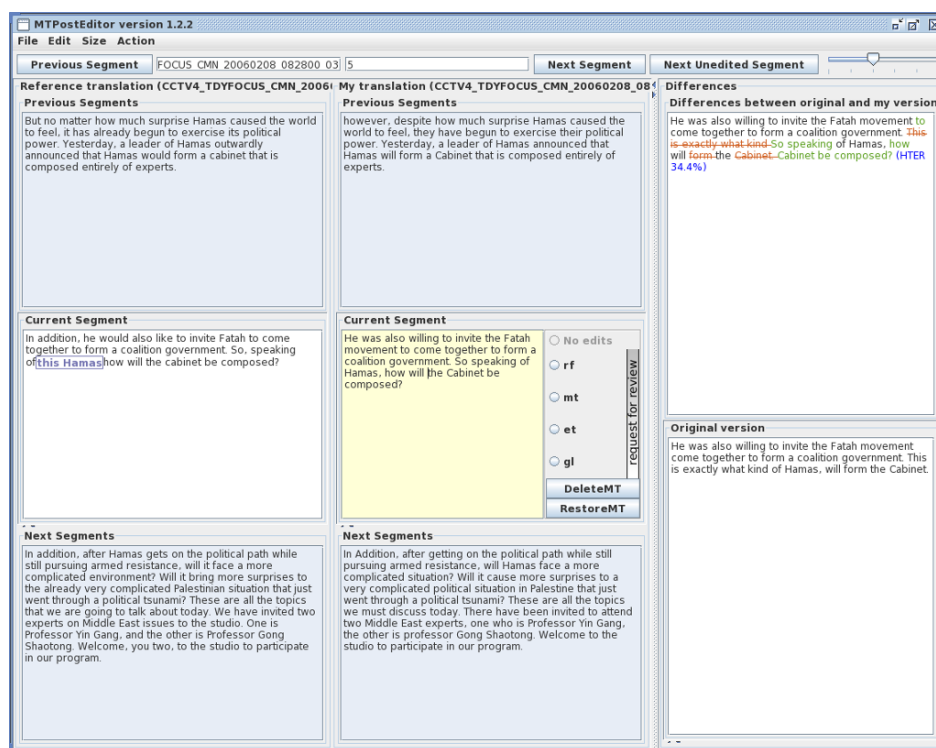 MTPostEditor version 1.2.2
File Edit Size Action
Previous Segment
FOCUS_CMN_20060208_082800_03
5
Next Segment
Next Unedited Segment
Reference translation (CCTV4_TDYFOCUS_CMN_2006
Previous Segments
But no matter how much surprise Hamas caused the world
to feel, it has already begun to exercise its political
power. Yesterday, a leader of Hamas outwardly
announced that Hamas would form a cabinet that is
composed entirely of experts.
Current Segment
In addition, he would also like to invite Fatah to come
together to form a coalition government. So, speaking
of this Hamas how will the cabinet be composed?
Next Segments
In addition, after Hamas gets on the political path while
still pursuing armed resistance, will it face a more
complicated environment? Will it bring more surprises to
the already very complicated Palestinian situation that just
went through a political tsunami? These are all the topics
that we are going to talk about today. We have invited two
experts on Middle East issues to the studio. One is
Professor Yin Gang, and the other is Professor Gong
Shaotong. Welcome, you two, to the studio to participate
in our program.
My translation (CCTV4_TDYFOCUS_CMN_20060208_08
Previous Segments
however, despite how much surprise Hamas caused the
world to feel, they have begun to exercise their political
power. Yesterday, a leader of Hamas announced that
Hamas will form a Cabinet that is composed entirely of
experts.
Current Segment
He was also willing to invite the Fatah
movement to come together to form a
coalition government. So speaking of
Hamas, how will the Cabinet be
composed?
No edits
rf
mt
et
gl
request for review
DeleteMT
RestoreMT
Next Segments
In Addition, after getting on the political path while still
pursuing armed resistance, will Hamas face a more
complicated situation? Will it cause more surprises to a
very complicated political situation in Palestine that just
went through a political tsunami? These are all the topics
we must discuss today. There have been invited to attend
two Middle East experts, one who is Professor Yin Gang,
the other is professor Gong Shaotong. Welcome to the
studio to participate in our program.
Differences
Differences between original and my version
He was also willing to invite the Fatah movement to
come together to form a coalition government. This
is exactly what kind So speaking of Hamas, how
will form the Cabinet. Cabinet be composed? (HTER
34.4%)
Original version
He was also willing to invite the Fatah movement
come together to form a coalition government. This
is exactly what kind of Hamas, will form the Cabinet.